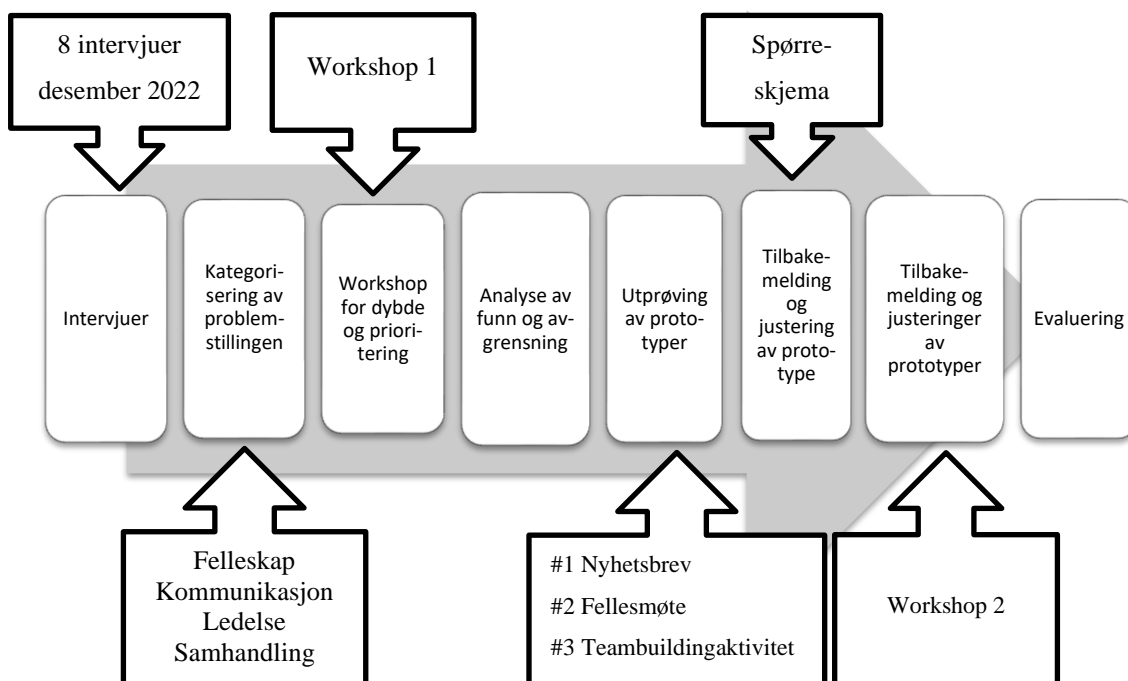 8 intervjuer
desember 2022
Workshop 1
Spørre-
skjema
Intervjuer
Kategori-
sering av
problem-
stillingen
Workshop
for dybde
og priori-
tering
Analyse av
funn og av-
grensning
Utprøving
av proto-
typer
Tilbake-
melding
og
justering
av proto-
type
Tilbake-
melding og
justeringer
av
prototyper
Evaluering
Felleskap
Kommunikasjon
Ledelse
Samhandling
#1 Nyhetsbrev
#2 Fellesmøte
#3 Teambuildingaktivitet
Workshop 2